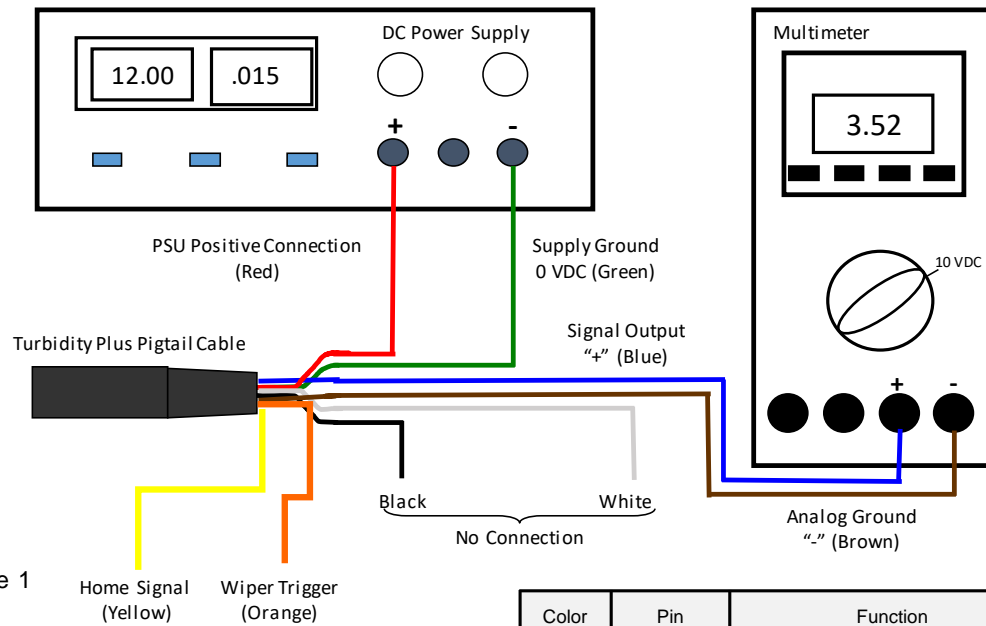 DC Power Supply
12.00
.015
+
-
Multimeter
3.52
10 VDC
+
-
PSU Positive Connection
(Red)
Supply Ground
0 VDC (Green)
Signal Output
“+” (Blue)
Turbidity Plus Pigtail Cable
Black
White
No Connection
Analog Ground
“-” (Brown)
e 1
Home Signal
(Yellow)
Wiper Trigger
(Orange)
Color
Pin
Function